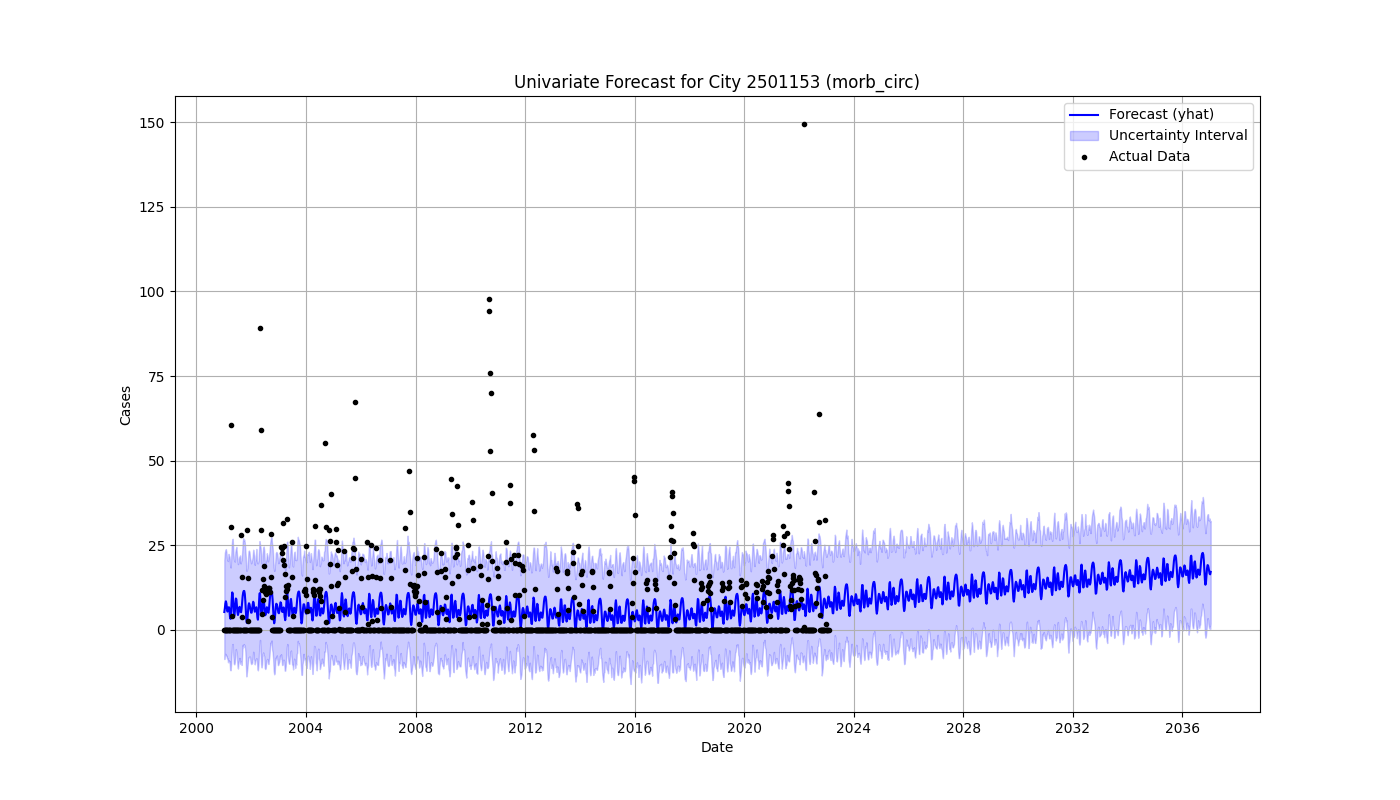 Univariate Forecast for City 2501153 (morb_circ)
Forecast (yhat)
Uncertainty Interval
Actual Data
150
125
100
75
50
25
0
Cases
2000 2004 2008 2012 2016 2020 2024 2028 2032 2036
Date